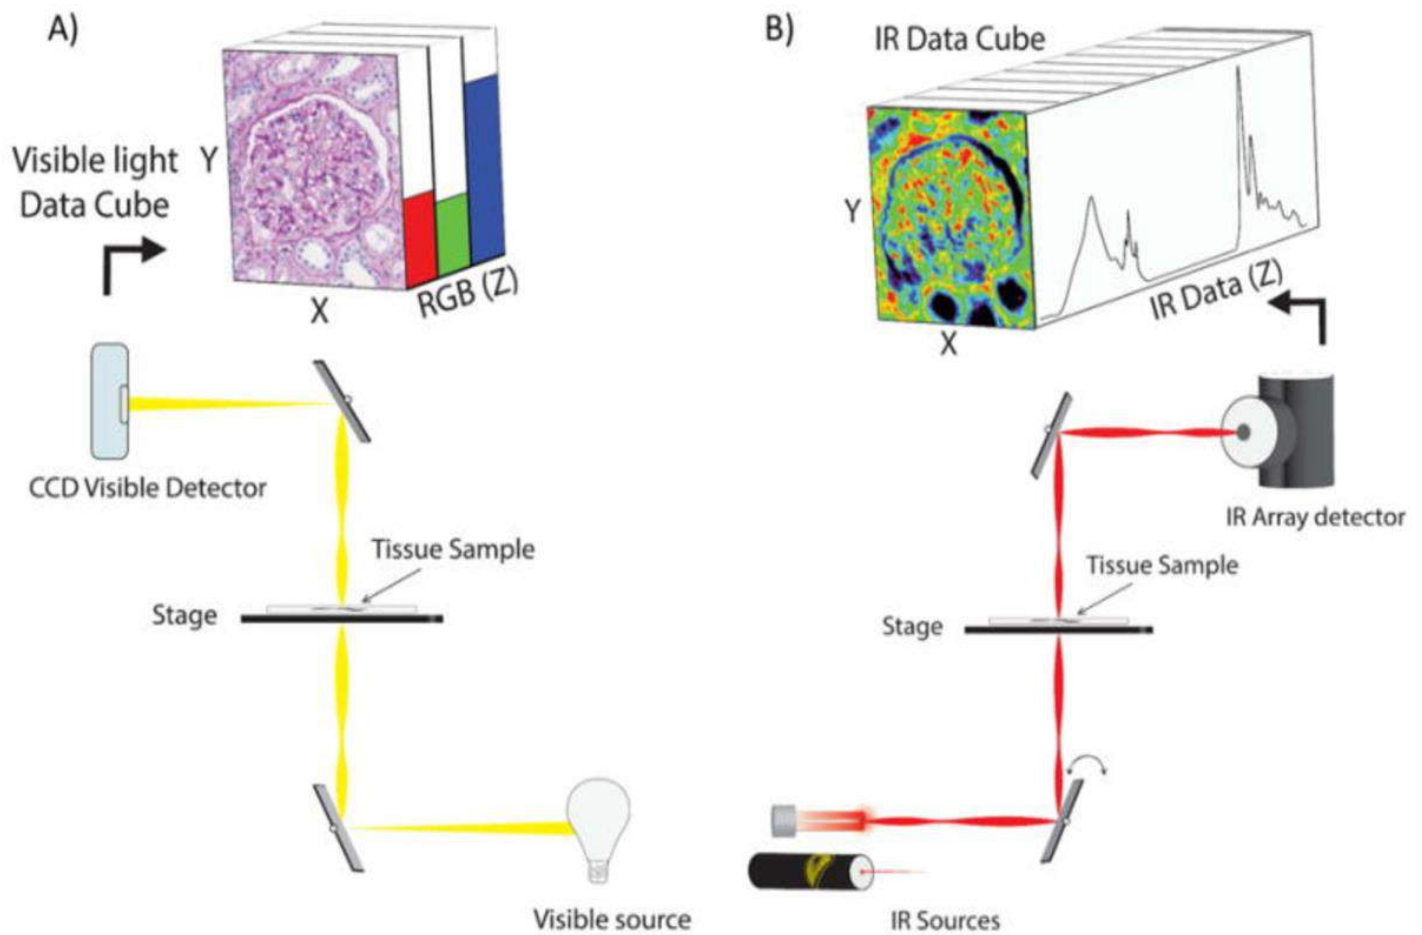 A)
Visible light
Data Cube
Y
X
RGB (Z)
CCD Visible Detector
Tissue Sample
Stage
Visible source
B)
IR Data Cube
Y
X
IR Data (Z)
IR Array detector
Tissue Sample
Stage
IR Sources